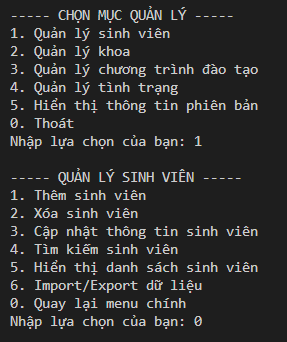 ----- CHỌN MỤC QUẢN LÝ -----
1. Quản lý sinh viên
2. Quản lý khoa
3. Quản lý chương trình đào tạo
4. Quản lý tình trạng
5. Hiển thị thông tin phiên bản
0. Thoát
Nhập lựa chọn của bạn: 1
----- QUẢN LÝ SINH VIÊN -----
1. Thêm sinh viên
2. Xóa sinh viên
3. Cập nhật thông tin sinh viên
4. Tìm kiếm sinh viên
5. Hiển thị danh sách sinh viên
6. Import/Export dữ liệu
0. Quay lại menu chính
Nhập lựa chọn của bạn: 0